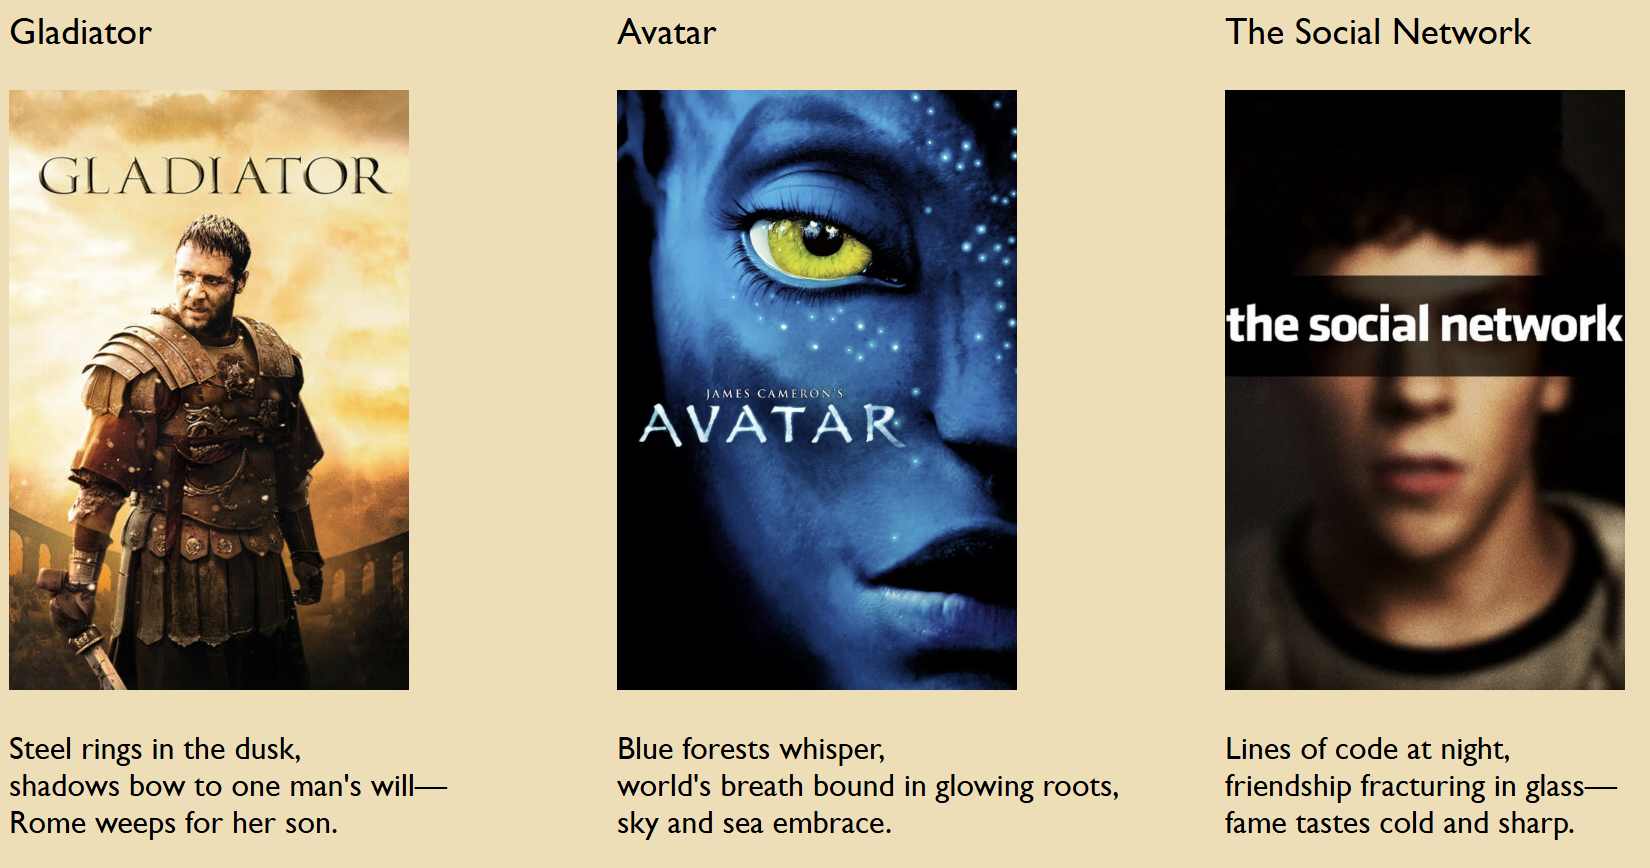 Gladiator
GLADIATOR
Steel rings in the dusk,
shadows bow to one man's will—
Rome weeps for her son.
Avatar
JAMES CAMERON'S
AVATAR
Blue forests whisper,
world's breath bound in glowing roots,
sky and sea embrace.
The Social Network
the social network
Lines of code at night,
friendship fracturing in glass—
fame tastes cold and sharp.